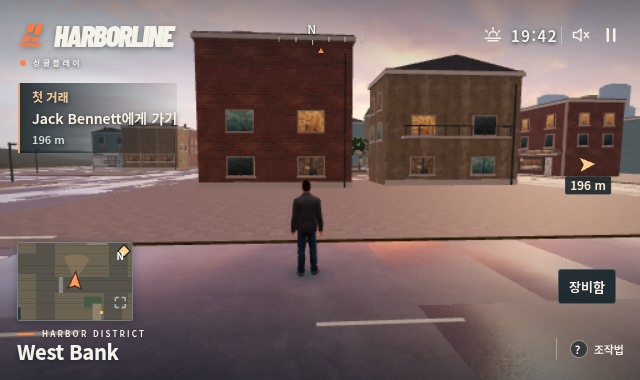 HARBORLINE
싱글플레이
N
19:42
첫 거래
Jack Bennett에게 가기
196 m
196 m
N
장비함
HARBOR DISTRICT
West Bank
? 조작법